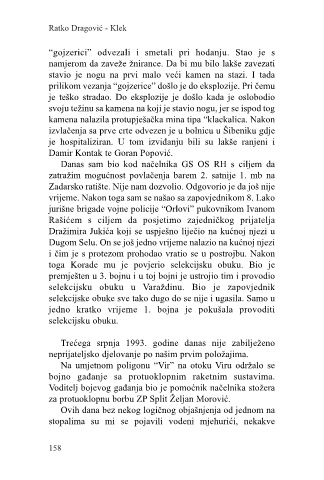 Ratko Dragović - Klek
"gojzerici" odvezali i smetali pri hodanju. Stao je s
namjerom da zaveže žnirance. Da bi mu bilo lakše zavezati
stavio je nogu na prvi malo veći kamen na stazi. I tada
prilikom vezanja "gojzerice" došlo je do eksplozije. Pri čemu
je teško stradao. Do eksplozije je došlo kada je oslobodio
svoju težinu sa kamena na koji je stavio nogu, jer se ispod tog
kamena nalazila protupješačka mina tipa "klackalica. Nakon
izvlačenja sa prve crte odvezen je u bolnicu u Šibeniku gdje
je hospitaliziran. U tom izviđanju bili su lakše ranjeni i
Damir Kontak te Goran Popović.
Danas sam bio kod načelnika GS OS RH s ciljem da
zatražim mogućnost povlačenja barem 2. satnije 1. mb na
Zadarsko ratište. Nije nam dozvolio. Odgovorio je da još nije
vrijeme. Nakon toga sam se našao sa zapovjednikom 8. Lako
jurišne brigade vojne policije "Orlovi" pukovnikom Ivanom
Rašićem s ciljem da posjetimo zajedničkog prijatelja
Dražimira Jukića koji se uspješno liječio na kućnoj njezi u
Dugom Selu. On se još jedno vrijeme nalazio na kućnoj njezi
i čim je s protezom prohodao vratio se u postrojbu. Nakon
toga Korade mu je povjerio selekcijsku obuku. Bio je
premješten u 3. bojnu i u toj bojni je ustrojio tim i provodio
selekcijsku obuku u Varaždinu. Bio je zapovjednik
selekcijske obuke sve tako dugo do se nije i ugasila. Samo u
jedno kratko vrijeme 1. bojna je pokušala provoditi
selekcijsku obuku.
Trećega srpnja 1993. godine danas nije zabilježeno
neprijateljsko djelovanje po našim prvim položajima.
Na umjetnom poligonu "Vir" na otoku Viru održalo se
bojno gađanje sa protuoklopnim raketnim sustavima.
Voditelj bojevog gađanja bio je pomoćnik načelnika stožera
za protuoklopnu borbu ZP Split Željan Morović.
Ovih dana bez nekog logičnog objašnjenja od jednom na
stopalima su mi se pojavili vodeni mjehurići, nekakve
158